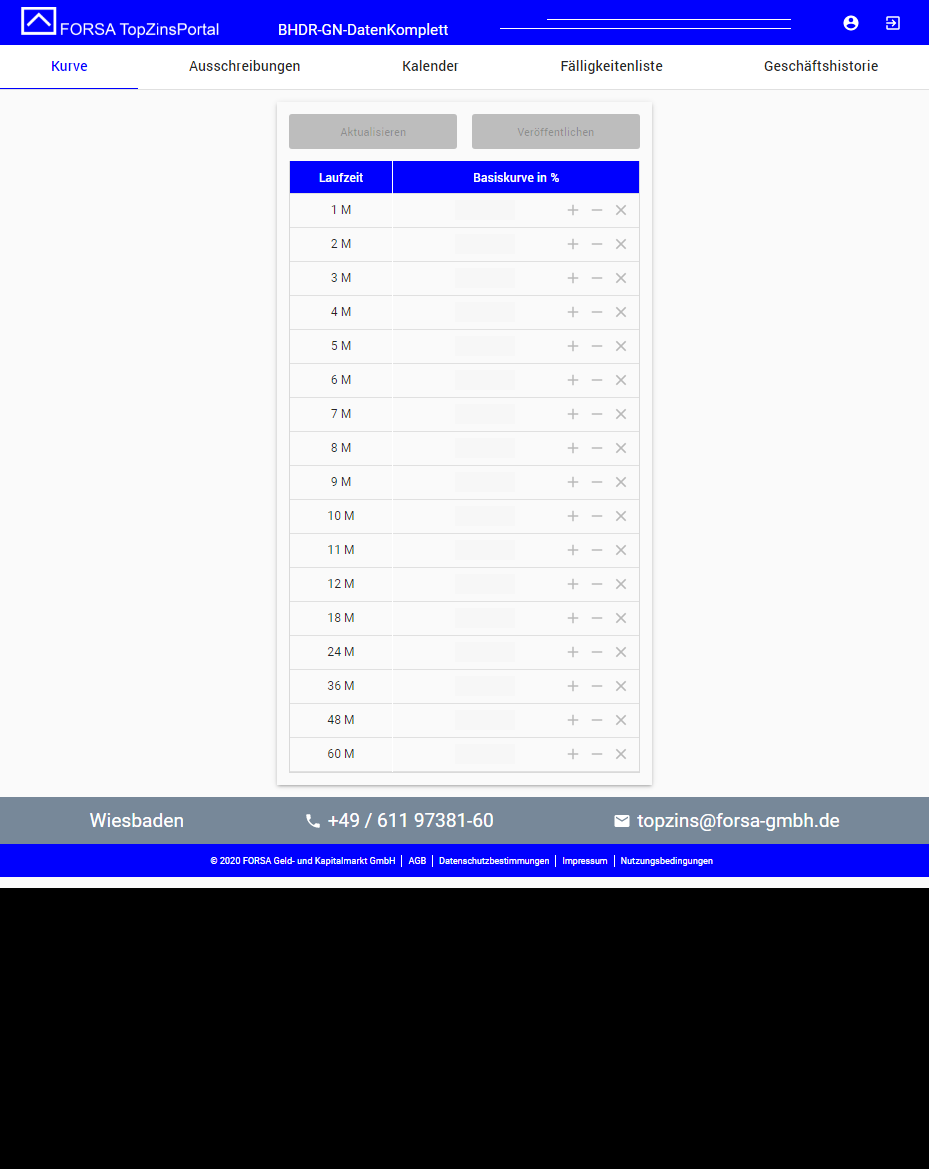 FORSA TopZinsPortal
BHDR-GN-DatenKomplett
Kurve
Ausschreibungen
Kalender
Fälligkeitenliste
Geschäftshistorie
Aktualisieren
Veröffentlichen
Laufzeit
Basiskurve in %
1 M
2 M
3 M
4 M
5 M
6 M
7 M
8 M
9 M
10 M
11 M
12 M
18 M
24 M
36 M
48 M
60 M
Wiesbaden
+49 / 611 97381-60
topzins@forsa-gmbh.de
© 2020 FORSA Geld- und Kapitalmarkt GmbH | AGB | Datenschutzbestimmungen | Impressum | Nutzungsbedingungen